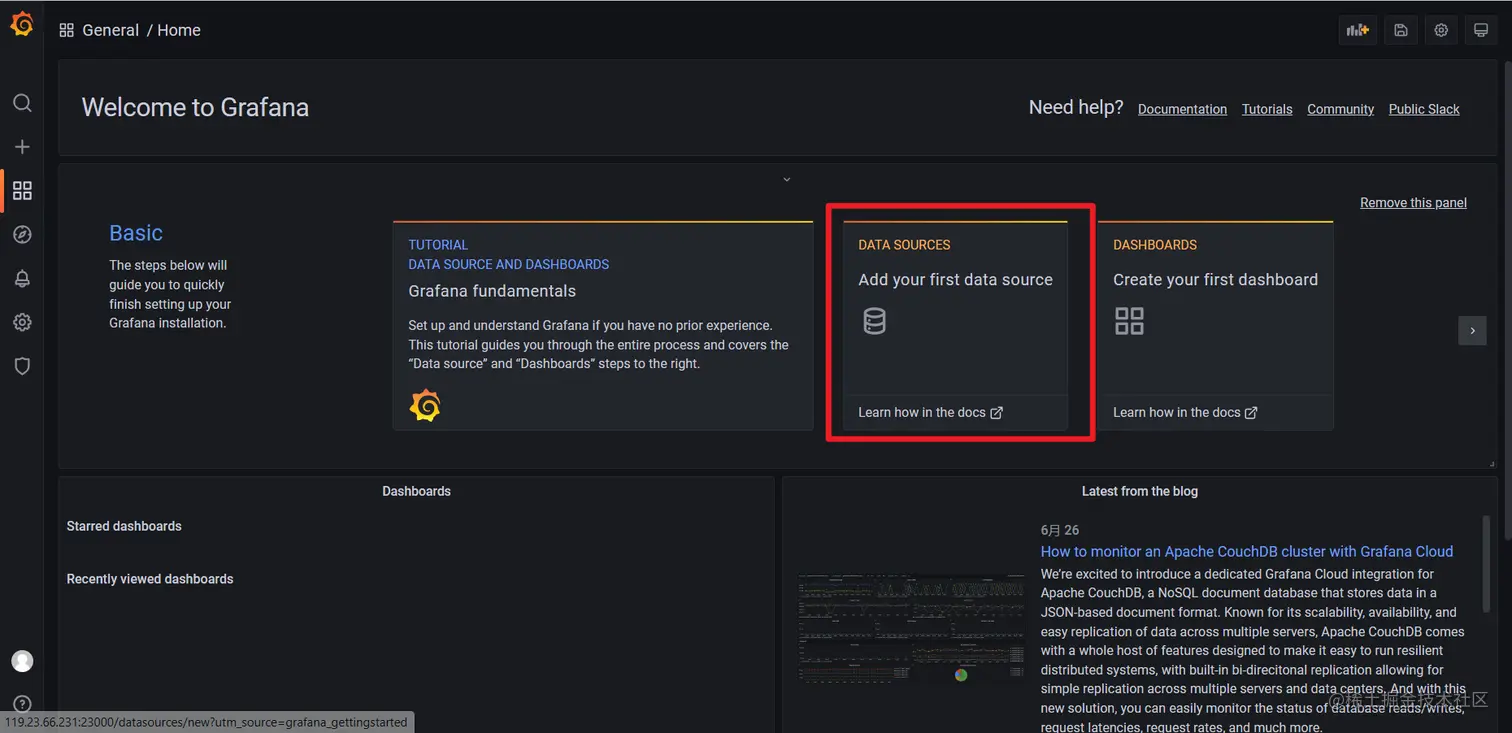 General / Home
Welcome to Grafana
Need help? Documentation Tutorials Community Public Slack
Remove this panel
Basic
The steps below will
guide you to quickly
finish setting up your
Grafana installation.
TUTORIAL
DATA SOURCE AND DASHBOARDS
Grafana fundamentals
Set up and understand Grafana if you have no prior experience.
This tutorial guides you through the entire process and covers the
“Data source” and “Dashboards” steps to the right.
DATA SOURCES
Add your first data source
Learn how in the docs
DASHBOARDS
Create your first dashboard
Learn how in the docs
Dashboards
Starred dashboards
Recently viewed dashboards
Latest from the blog
6月 26
How to monitor an Apache CouchDB cluster with Grafana Cloud
We’re excited to introduce a dedicated Grafana Cloud integration for
Apache CouchDB, a NoSQL document database that stores data in a
JSON-based document format. Known for its scalability, availability, and
easy replication of data across multiple servers, Apache CouchDB comes
with a whole host of features designed to make it easy to run resilient
distributed systems, with built-in bi-direcitonal replication allowing for
simple replication across multiple servers and data centers. And with this
new solution, you can easily monitor the status of database reads/writes,
request latencies, request rates, and much more.
@稀土掘金技术社区
119.23.66.231:23000/datasources/new?utm_source=grafana_gettingstarted